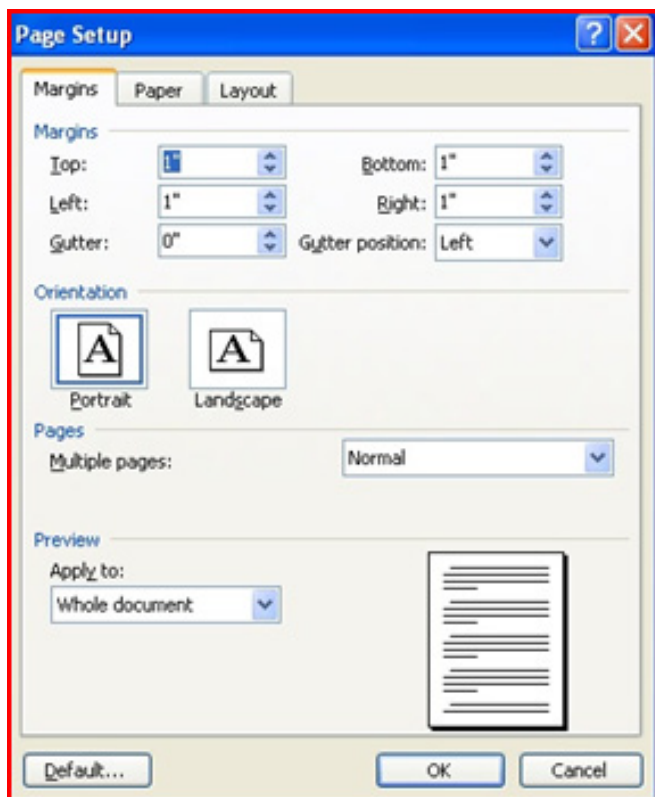 Page Setup
Margins Paper Layout
Margins
Top: 1" Bottom: 1"
Left: 1" Right: 1"
Gutter: 0" Gutter position: Left
Orientation
A A
Portrait Landscape
Pages
Multiple pages: Normal
Preview
Apply to:
Whole document
Default... OK Cancel